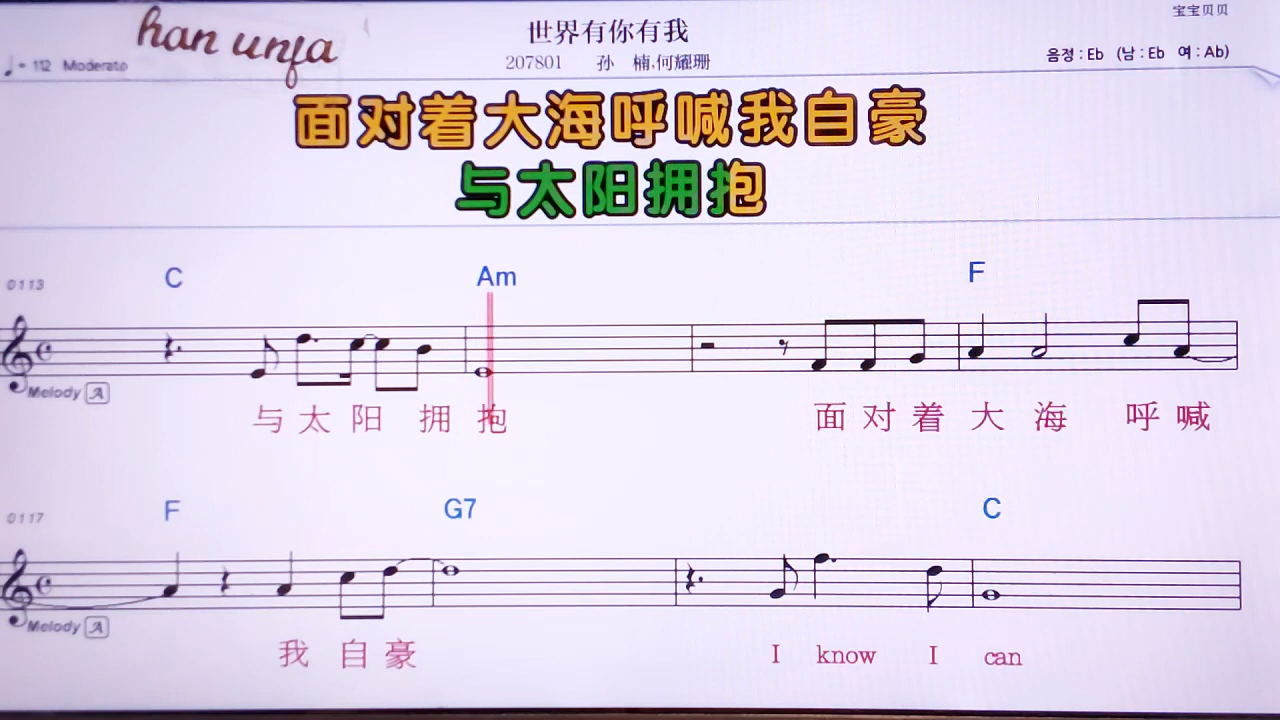 宝宝贝贝
han unfa
世界有你有我
♩= 112 Moderato
207801 孙 楠.何耀珊
음정 : Eb (남 : Eb 여 : Ab)
面对着大海呼喊我自豪
与太阳拥抱
0113 C Am F
Melody A
与 太 阳 拥 抱 面 对 着 大 海 呼 喊
0117 F G7 C
Melody A
我 自 豪 I know I can